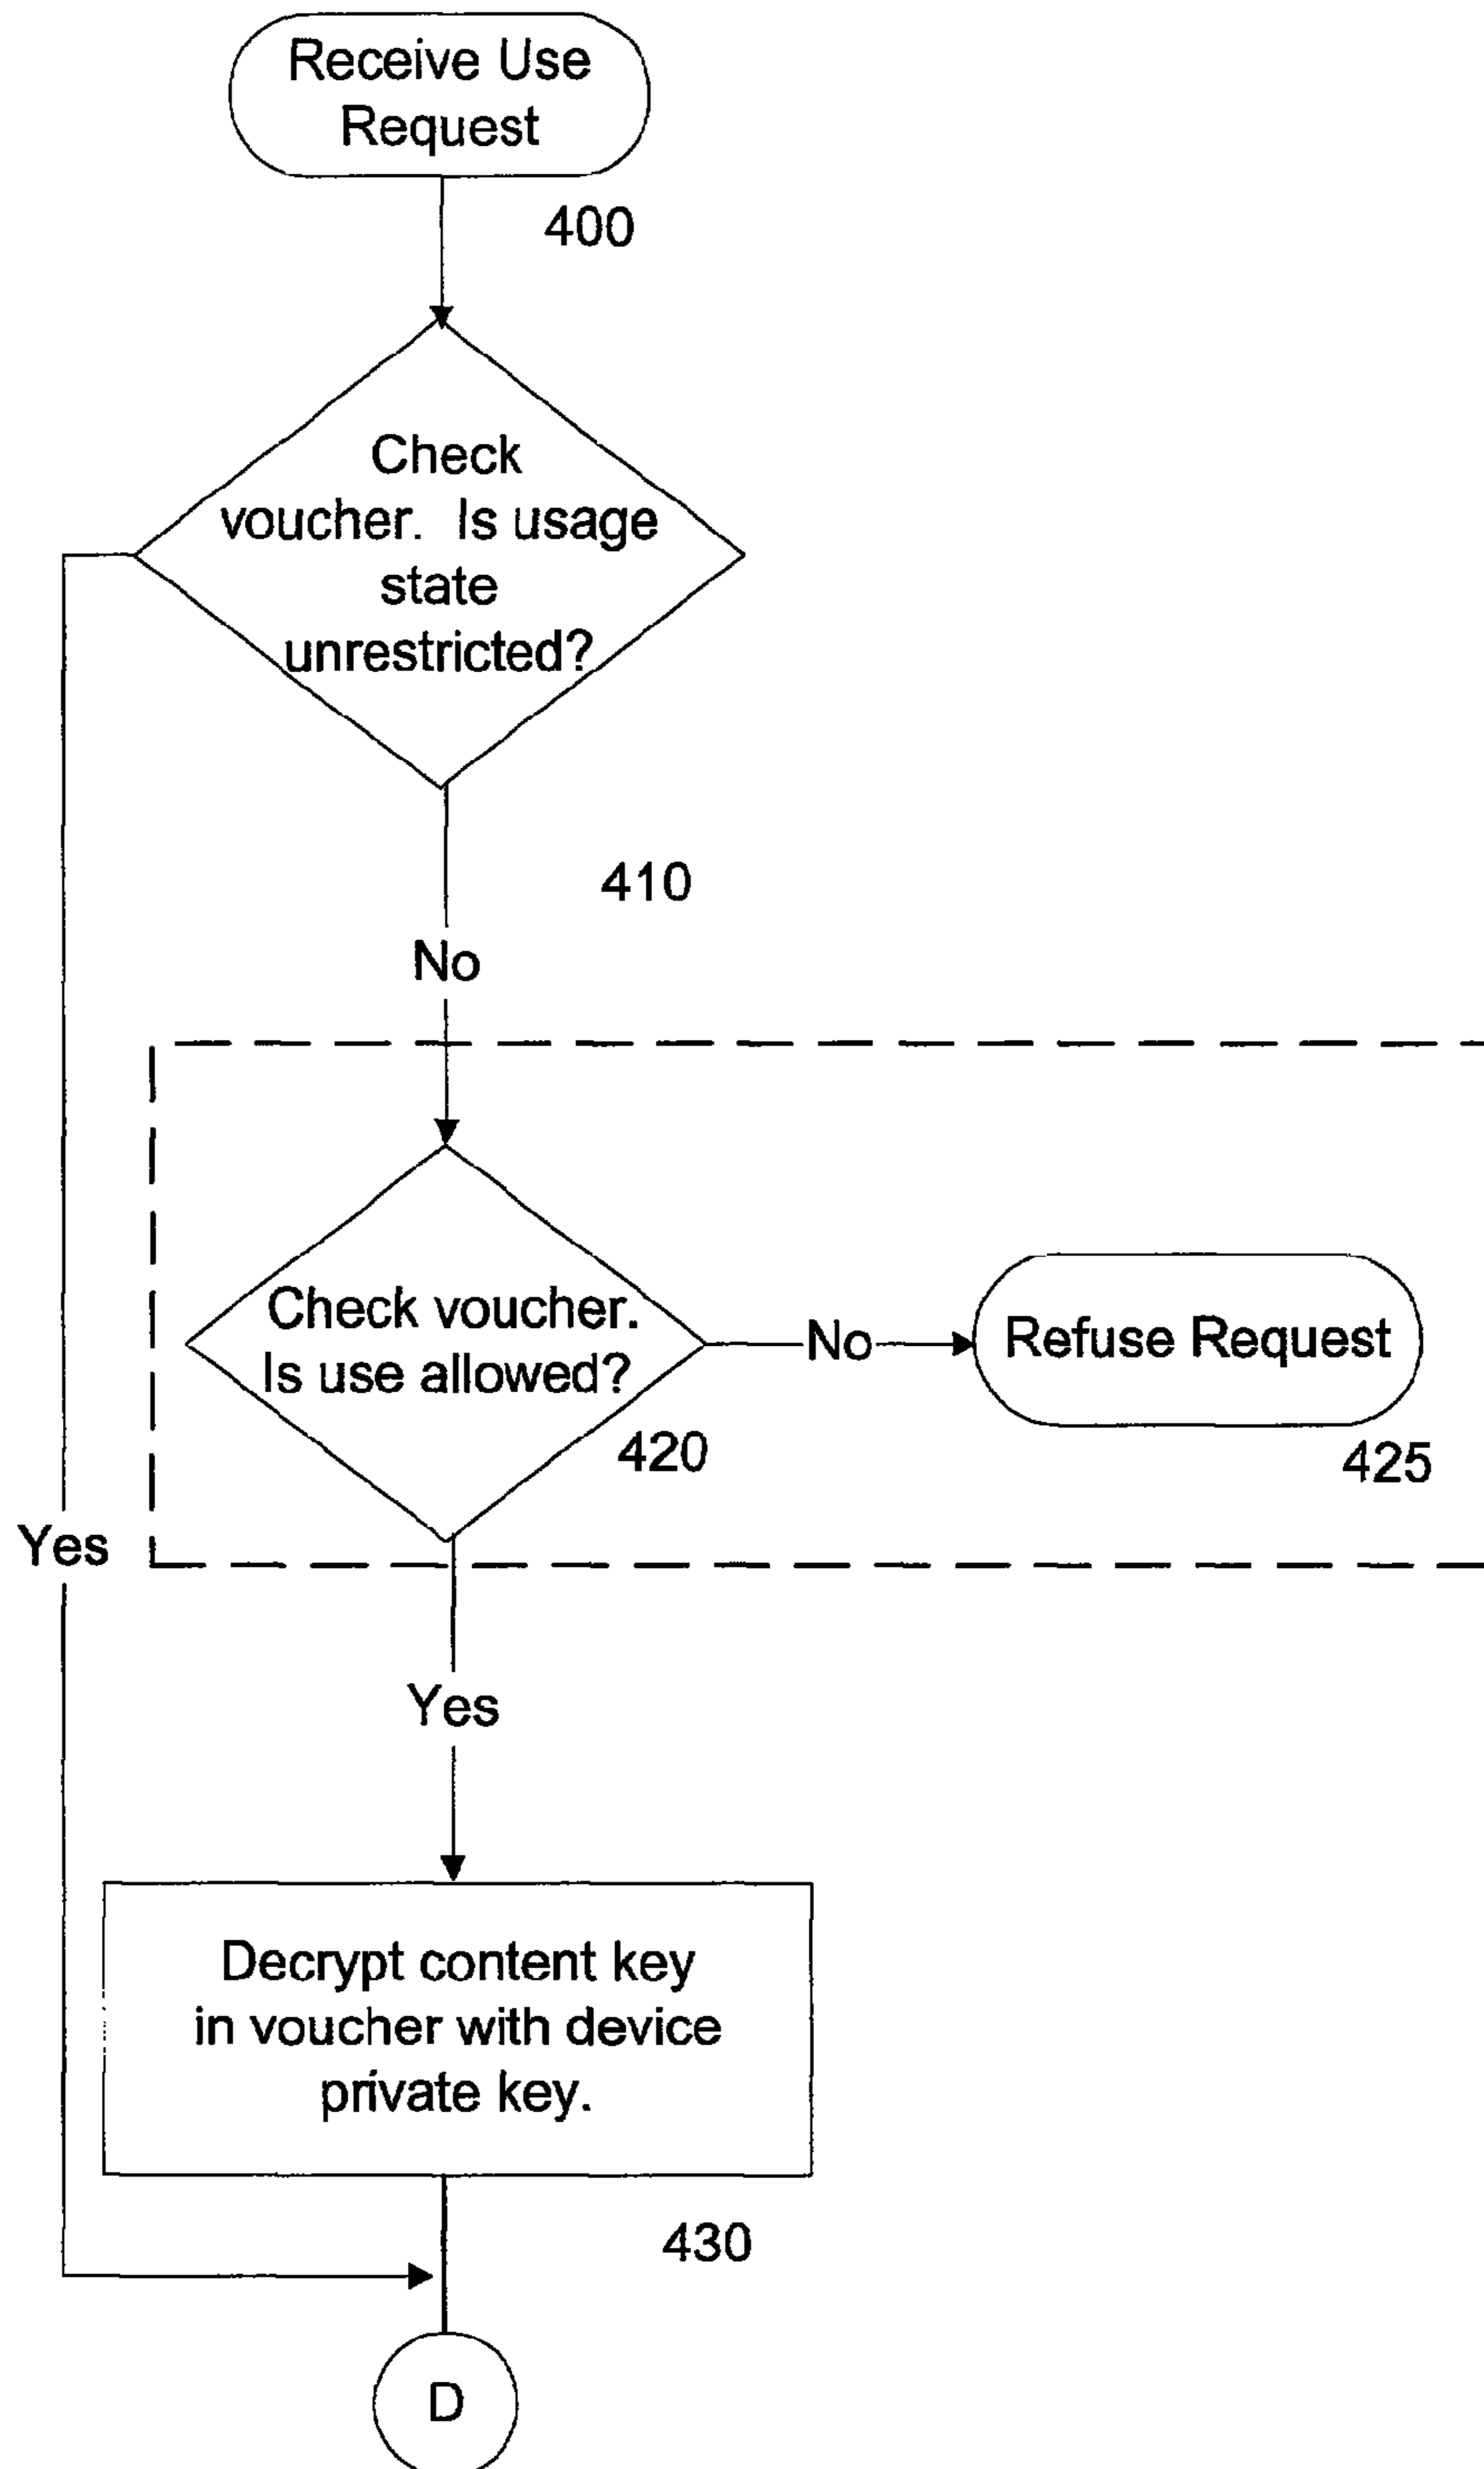 Receive Use
Request
400
Check
voucher. Is usage
state
unrestricted?
410
No
Check voucher.
Is use allowed?
No
Refuse Request
420
425
Yes
Yes
Decrypt content key
in voucher with device
private key.
430
D